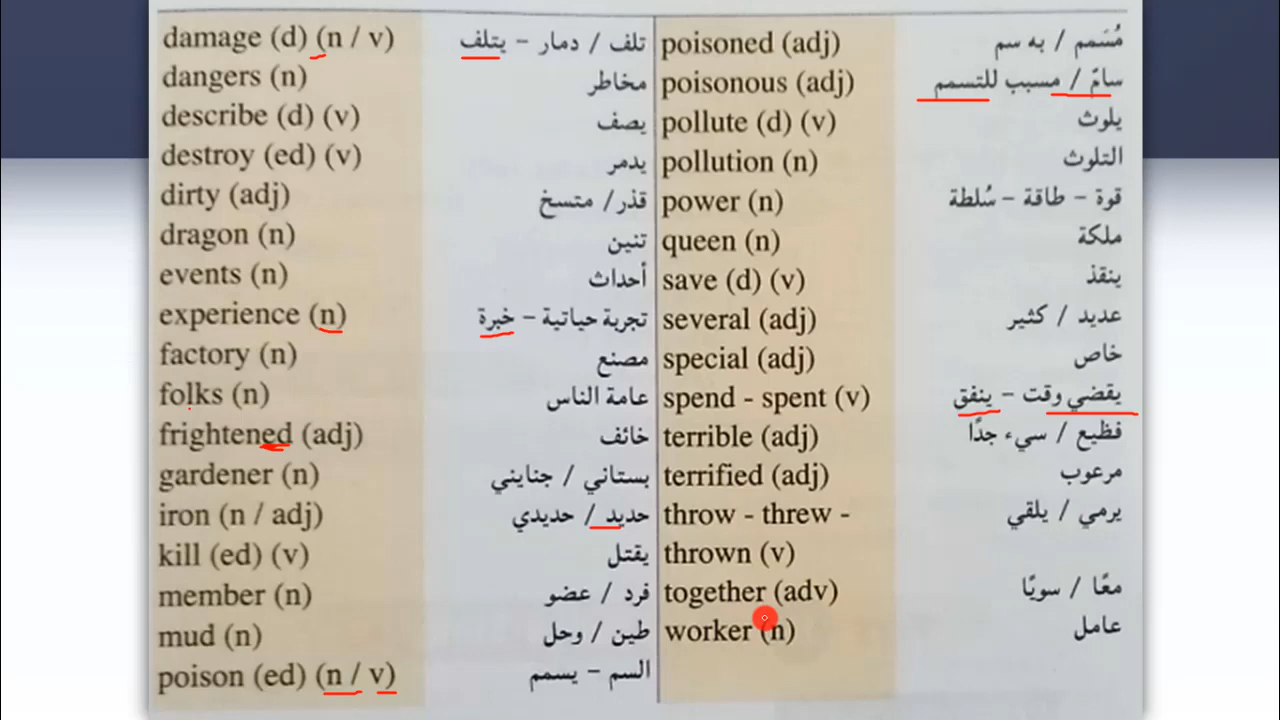 damage (d) (n / v) تلف / دمار – يتلف
dangers (n) مخاطر
describe (d) (v) يصف
destroy (ed) (v) يدمر
dirty (adj) قذر/ متسخ
dragon (n) تنين
events (n) أحداث
experience (n) تجربة حياتية – خبرة
factory (n) مصنع
folks (n) عامة الناس
frightened (adj) خائف
gardener (n) بستاني / جنايني
iron (n / adj) حديد / حديدي
kill (ed) (v) يقتل
member (n) فرد / عضو
mud (n) طين / وحل
poison (ed) (n / v) السم – يسمم
poisoned (adj) مُسَمم / به سم
poisonous (adj) سامّ / مسبب للتسمم
pollute (d) (v) يلوث
pollution (n) التلوث
power (n) قوة – طاقة – سُلطة
queen (n) ملكة
save (d) (v) ينقذ
several (adj) عديد / كثير
special (adj) خاص
spend - spent (v) يقضي وقت – ينفق
terrible (adj) فظيع / سيء جدًا
terrified (adj) مرعوب
throw - threw - يرمي / يلقي
thrown (v)
together (adv) معًا / سويًا
worker (n) عامل